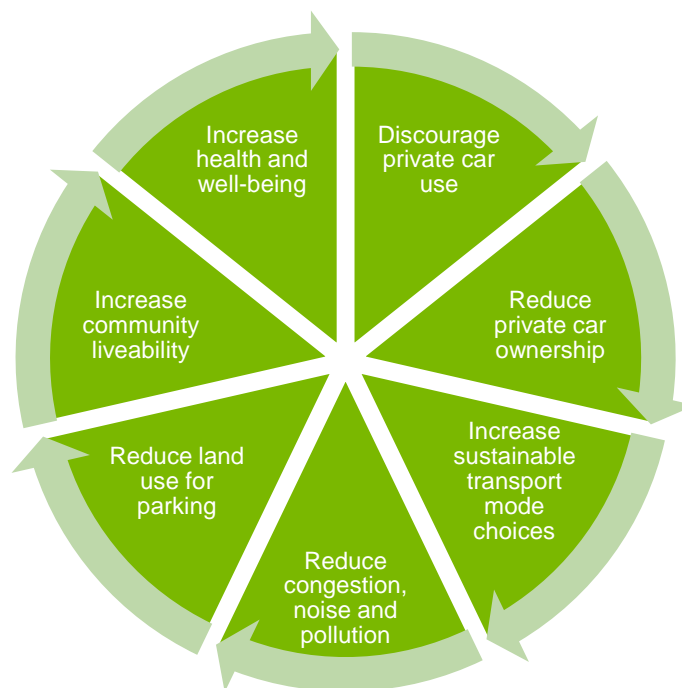 Discourage
private car
use
Reduce
private car
ownership
Increase
sustainable
transport
mode
choices
Reduce
congestion,
noise and
pollution
Reduce land
use for
parking
Increase
community
liveability
Increase
health and
well-being